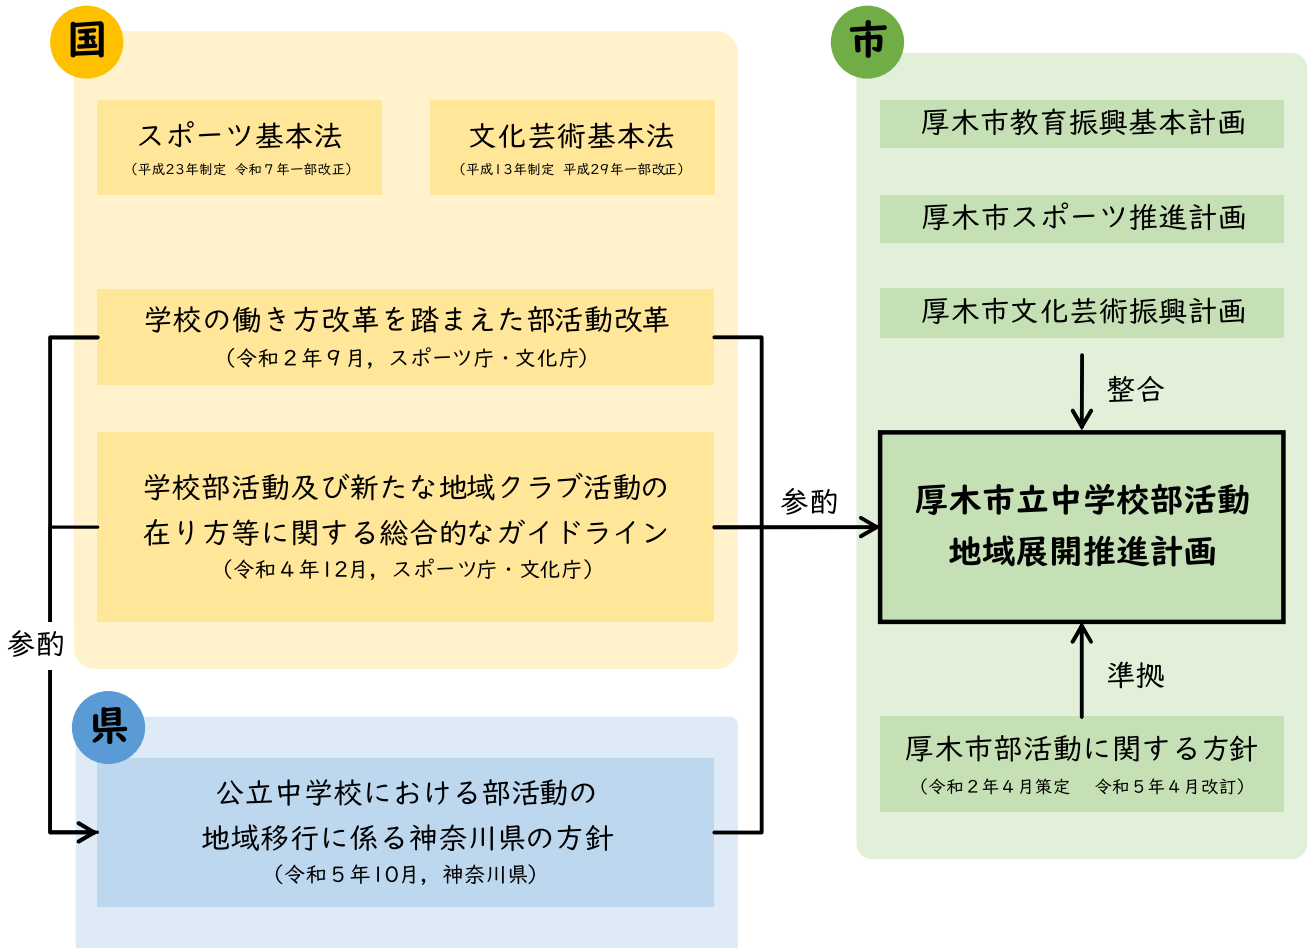 国
スポーツ基本法
（平成23年制定 令和７年一部改正）
文化芸術基本法
（平成13年制定 平成29年一部改正）
学校の働き方改革を踏まえた部活動改革
（令和２年９月，スポーツ庁・文化庁）
学校部活動及び新たな地域クラブ活動の
在り方等に関する総合的なガイドライン
（令和４年12月，スポーツ庁・文化庁）
参酌
県
公立中学校における部活動の
地域移行に係る神奈川県の方針
（令和５年10月，神奈川県）
参酌
市
厚木市教育振興基本計画
厚木市スポーツ推進計画
厚木市文化芸術振興計画
整合
厚木市立中学校部活動
地域展開推進計画
準拠
厚木市部活動に関する方針
（令和２年４月策定　令和５年４月改訂）